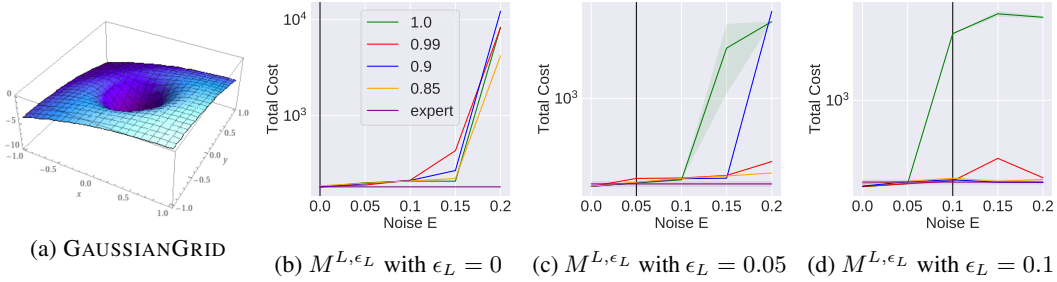 0
−5
−10
−1.0
−0.5
0.0
x
0.5
1.0
−1.0
−0.5
0.0
y
0.5
1.0
(a) GAUSSIANGRID
10^4
10^3
Total Cost
1.0
0.99
0.9
0.85
expert
0.0 0.05 0.1 0.15 0.2
Noise E
(b) M^{L,ϵ_L} with ϵ_L = 0
10^3
Total Cost
0.0 0.05 0.1 0.15 0.2
Noise E
(c) M^{L,ϵ_L} with ϵ_L = 0.05
10^3
Total Cost
0.0 0.05 0.1 0.15 0.2
Noise E
(d) M^{L,ϵ_L} with ϵ_L = 0.1